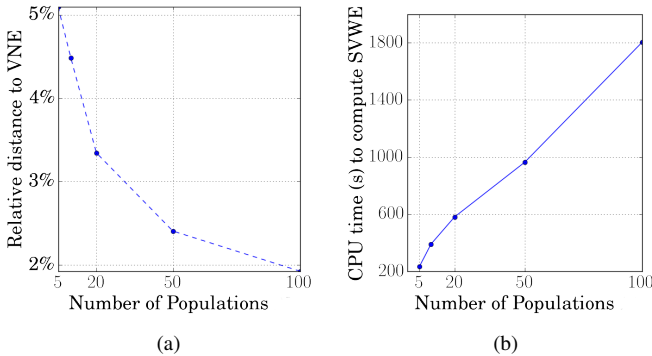 5%
4%
3%
2%
5
20
50
100
Relative distance to VNE
Number of Populations
(a)
1800
1400
1000
600
200
5
20
50
100
CPU time (s) to compute SVWE
Number of Populations
(b)